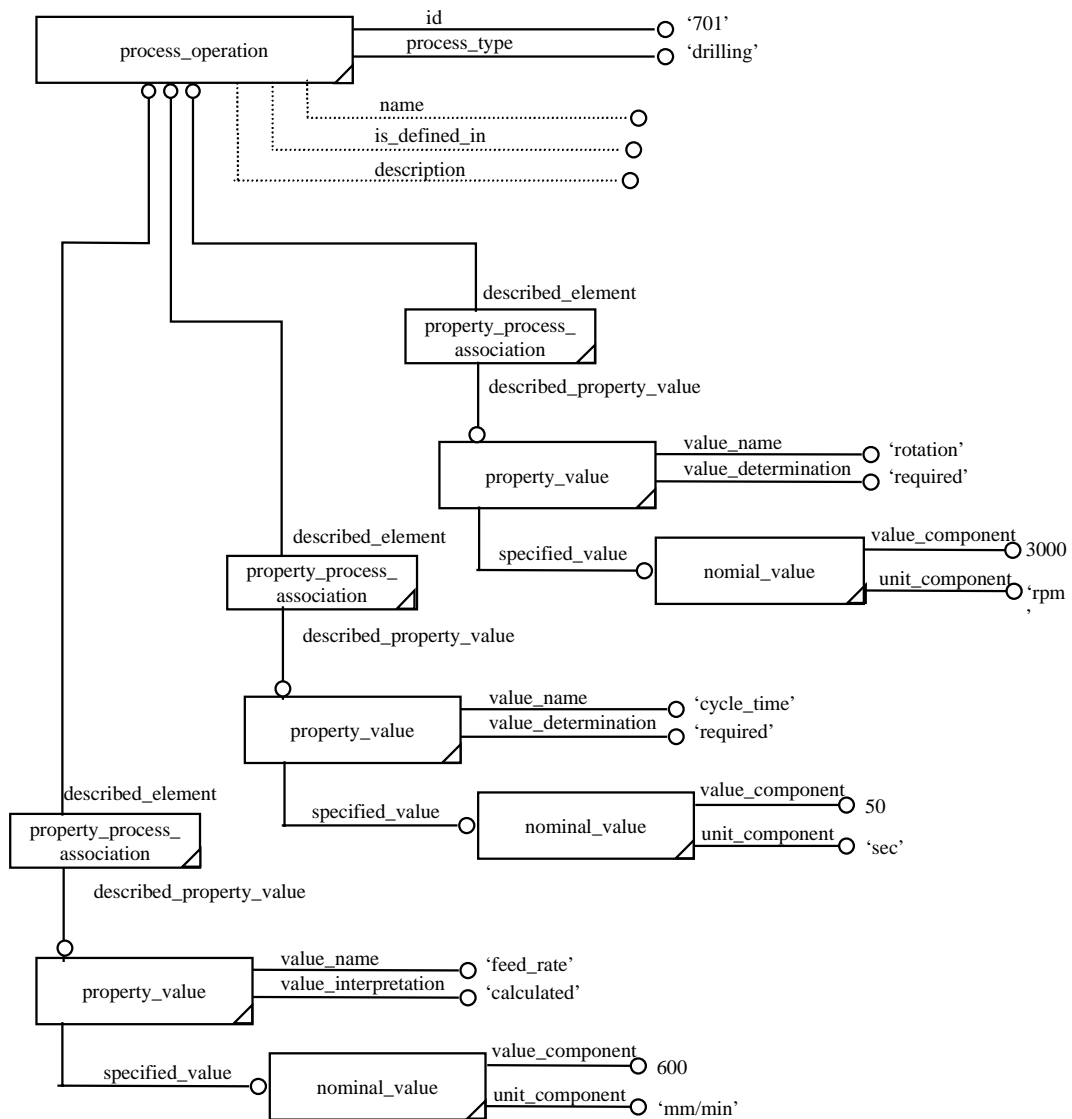 id
‘701’
process_operation
process_type
‘drilling’
name
is_defined_in
description
described_element
property_process_
association
described_property_value
value_name
‘rotation’
property_value
value_determination
‘required’
specified_value
value_component
3000
nomial_value
unit_component
‘rpm
’
described_element
property_process_
association
described_property_value
value_name
‘cycle_time’
property_value
value_determination
‘required’
specified_value
value_component
50
nominal_value
unit_component
‘sec’
described_element
property_process_
association
described_property_value
value_name
‘feed_rate’
property_value
value_interpretation
‘calculated’
specified_value
value_component
600
nominal_value
unit_component
‘mm/min’